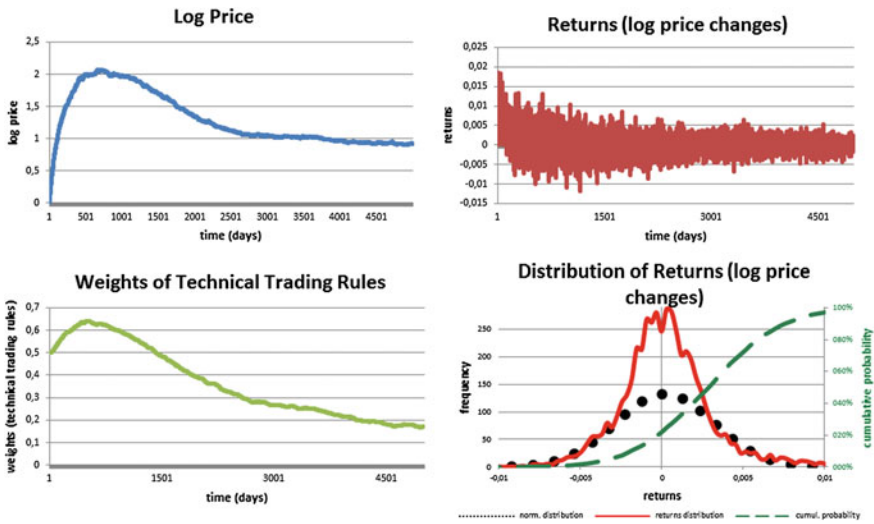 Log Price
2,5
2
1,5
1
0,5
0
log price
1 501 1001 1501 2001 2501 3001 3501 4001 4501
time (days)
Returns (log price changes)
0,025
0,02
0,015
0,01
0,005
0
-0,005
-0,01
-0,015
returns
1 1501 3001 4501
time (days)
Weights of Technical Trading Rules
0,7
0,6
0,5
0,4
0,3
0,2
0,1
0
weights (technical trading rules)
1 1501 3001 4501
time (days)
Distribution of Returns (log price
changes)
250
200
150
100
50
0
frequency
100%
080%
060%
040%
020%
000%
cumulative probability
-0,01 -0,005 0 0,005 0,01
returns
norm. distribution returns distribution cumul. probability